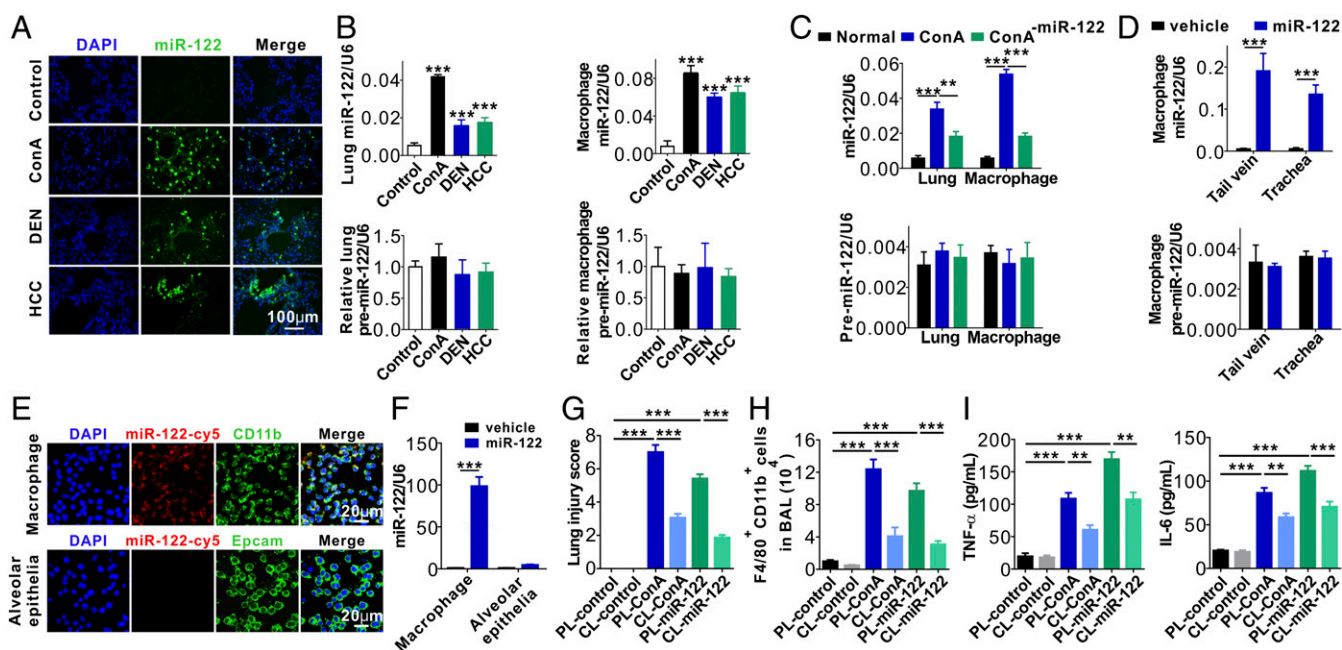 A
DAPI miR-122 Merge
Control
ConA
DEN
HCC
100μm
B
Lung miR-122/U6
0.04
0.02
0.00
***
***
***
Control
ConA
DEN
HCC
Macrophage
miR-122/U6
0.08
0.04
0.00
***
***
***
Control
ConA
DEN
HCC
Relative lung
pre-miR-122/U6
1.5
1.0
0.5
0.0
Control
ConA
DEN
HCC
Relative macrophage
pre-miR-122/U6
1.5
1.0
0.5
0.0
Control
ConA
DEN
HCC
C
Normal ConA ConA-miR-122
miR-122/U6
0.06
0.04
0.02
0.00
*** **
*** ***
Lung Macrophage
Pre-miR-122/U6
0.004
0.002
0.000
Lung Macrophage
D
vehicle miR-122
Macrophage
miR-122/U6
0.2
0.1
0.0
***
***
Tail vein
Trachea
Macrophage
pre-miR-122/U6
0.004
0.002
0.000
Tail vein
Trachea
E
DAPI miR-122-cy5 CD11b Merge
Macrophage
20μm
DAPI miR-122-cy5 Epcam Merge
Alveolar
epithelia
20μm
F
vehicle
miR-122
miR-122/U6
150
100
50
0
***
Macrophage
Alveolar
epithelia
G
Lung injury score
8
6
4
2
0
***
***
*** ***
PL-control
CL-control
PL-ConA
CL-ConA
PL-miR-122
CL-miR-122
H
F4/80+ CD11b+ cells
in BAL (104)
16
12
8
4
0
***
***
*** ***
PL-control
CL-control
PL-ConA
CL-ConA
PL-miR-122
CL-miR-122
I
TNF-α (pg/mL)
200
150
100
50
0
***
**
*** **
PL-control
CL-control
PL-ConA
CL-ConA
PL-miR-122
CL-miR-122
IL-6 (pg/mL)
150
100
50
0
***
***
*** **
PL-control
CL-control
PL-ConA
CL-ConA
PL-miR-122
CL-miR-122